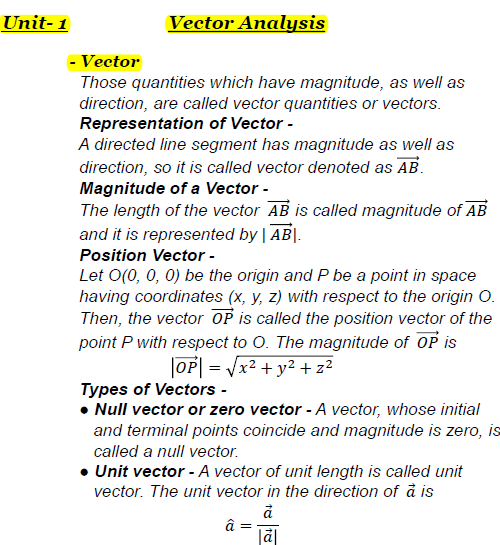 Unit- 1 Vector Analysis
- Vector
Those quantities which have magnitude, as well as
direction, are called vector quantities or vectors.
Representation of Vector -
A directed line segment has magnitude as well as
direction, so it is called vector denoted as \overrightarrow{AB}.
Magnitude of a Vector -
The length of the vector \overrightarrow{AB} is called magnitude of \overrightarrow{AB}
and it is represented by | \overrightarrow{AB}|.
Position Vector -
Let O(0, 0, 0) be the origin and P be a point in space
having coordinates (x, y, z) with respect to the origin O.
Then, the vector \overrightarrow{OP} is called the position vector of the
point P with respect to O. The magnitude of \overrightarrow{OP} is
|\overrightarrow{OP}| = \sqrt{x^2 + y^2 + z^2}
Types of Vectors -
● Null vector or zero vector - A vector, whose initial
and terminal points coincide and magnitude is zero, is
called a null vector.
● Unit vector - A vector of unit length is called unit
vector. The unit vector in the direction of \vec{a} is
\hat{a} = \frac{\vec{a}}{|\vec{a}|}